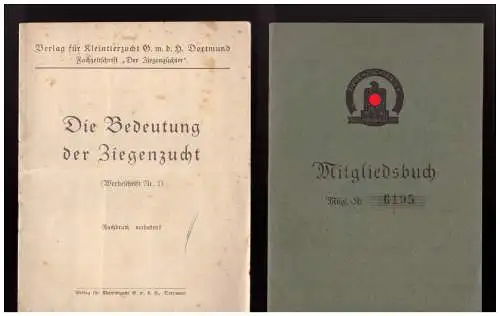 Verlag für Kleintierzucht G. m. b. H. Dortmund
Fachzeitschrift „Der Ziegenzüchter“.
Die Bedeutung
der Ziegenzucht
(Werbeschrift Nr. 1)
Nachdruck verboten!
Verlag für Kleintierzucht G. m. b. H., Dortmund
Mitgliedsbuch
Mitgl. Nr. 6195